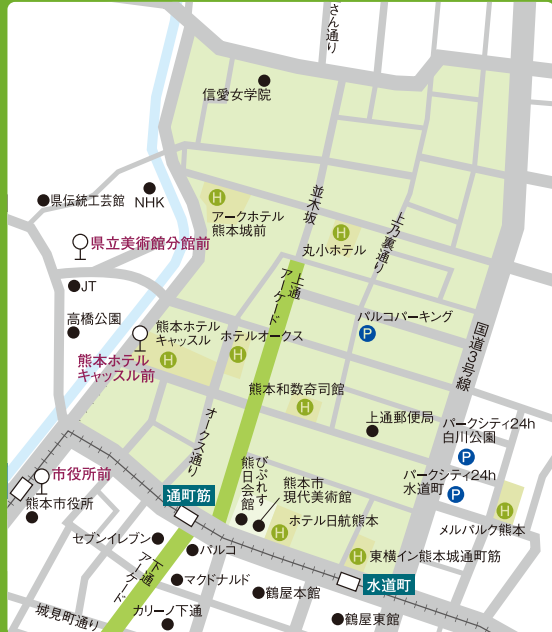 さん通り
信愛女学院
並木坂
上乃裏通り
県伝統工芸館
NHK
アークホテル
熊本城前
丸小ホテル
県立美術館分館前
JT
上通
アーケード
高橋公園
熊本ホテル
キャッスル
ホテルオークス
パルコパーキング
P
国道3号線
熊本ホテル
キャッスル前
H
熊本和数奇司館
上通郵便局
パークシティ24h
白川公園
オークス通り
市役所前
熊本市役所
通町筋
熊日会館
びぷれす
熊本市
現代美術館
パークシティ24h
水道町
メルパルク熊本
ホテル日航熊本
セブンイレブン
パルコ
下通
アーケード
マクドナルド
東横イン熊本城通町筋
水道町
鶴屋本館
城見町通り
カリーノ下通
鶴屋東館